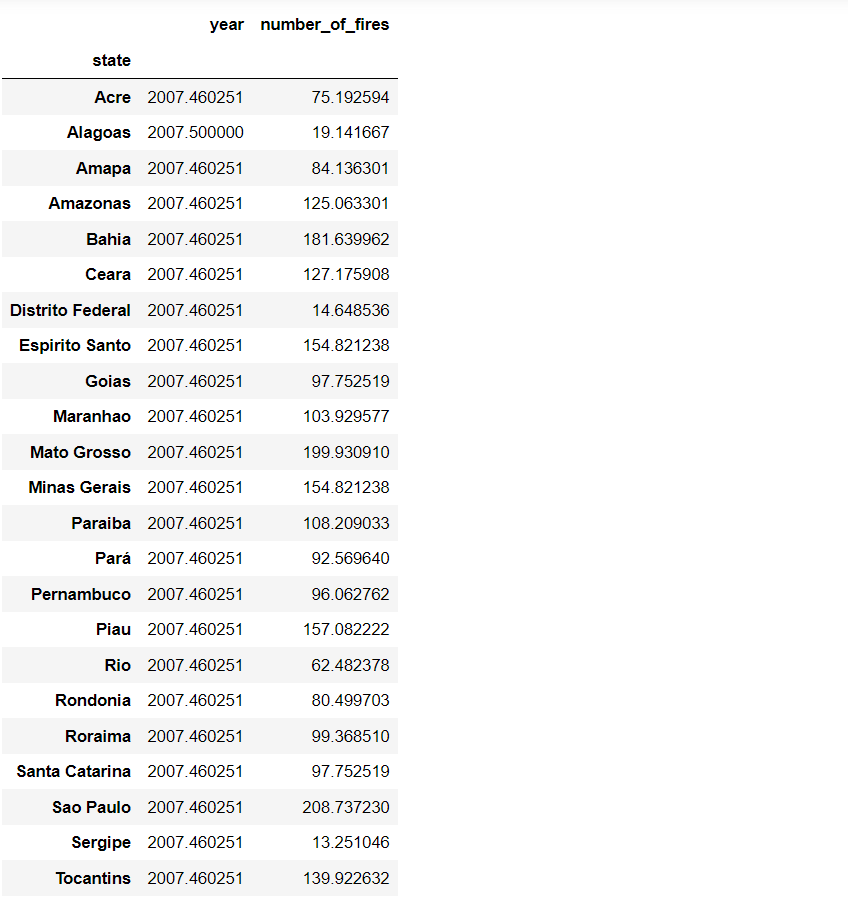 year number_of_fires
state
Acre 2007.460251 75.192594
Alagoas 2007.500000 19.141667
Amapa 2007.460251 84.136301
Amazonas 2007.460251 125.063301
Bahia 2007.460251 181.639962
Ceara 2007.460251 127.175908
Distrito Federal 2007.460251 14.648536
Espirito Santo 2007.460251 154.821238
Goias 2007.460251 97.752519
Maranhao 2007.460251 103.929577
Mato Grosso 2007.460251 199.930910
Minas Gerais 2007.460251 154.821238
Paraiba 2007.460251 108.209033
Pará 2007.460251 92.569640
Pernambuco 2007.460251 96.062762
Piau 2007.460251 157.082222
Rio 2007.460251 62.482378
Rondonia 2007.460251 80.499703
Roraima 2007.460251 99.368510
Santa Catarina 2007.460251 97.752519
Sao Paulo 2007.460251 208.737230
Sergipe 2007.460251 13.251046
Tocantins 2007.460251 139.922632